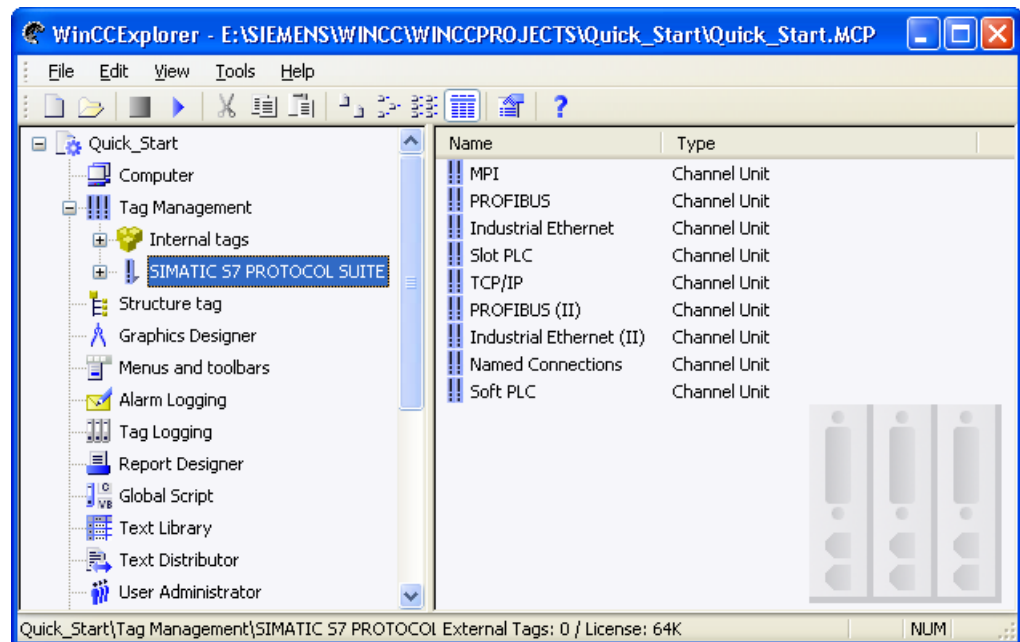 WinCCExplorer - E:\SIEMENS\WINCC\WINCCPROJECTS\Quick_Start\Quick_Start.MCP
File Edit View Tools Help
Quick_Start
Computer
Tag Management
Internal tags
SIMATIC S7 PROTOCOL SUITE
Structure tag
Graphics Designer
Menus and toolbars
Alarm Logging
Tag Logging
Report Designer
Global Script
Text Library
Text Distributor
User Administrator
Name Type
MPI Channel Unit
PROFIBUS Channel Unit
Industrial Ethernet Channel Unit
Slot PLC Channel Unit
TCP/IP Channel Unit
PROFIBUS (II) Channel Unit
Industrial Ethernet (II) Channel Unit
Named Connections Channel Unit
Soft PLC Channel Unit
Quick_Start\Tag Management\SIMATIC S7 PROTOCOL External Tags: 0 / License: 64K NUM